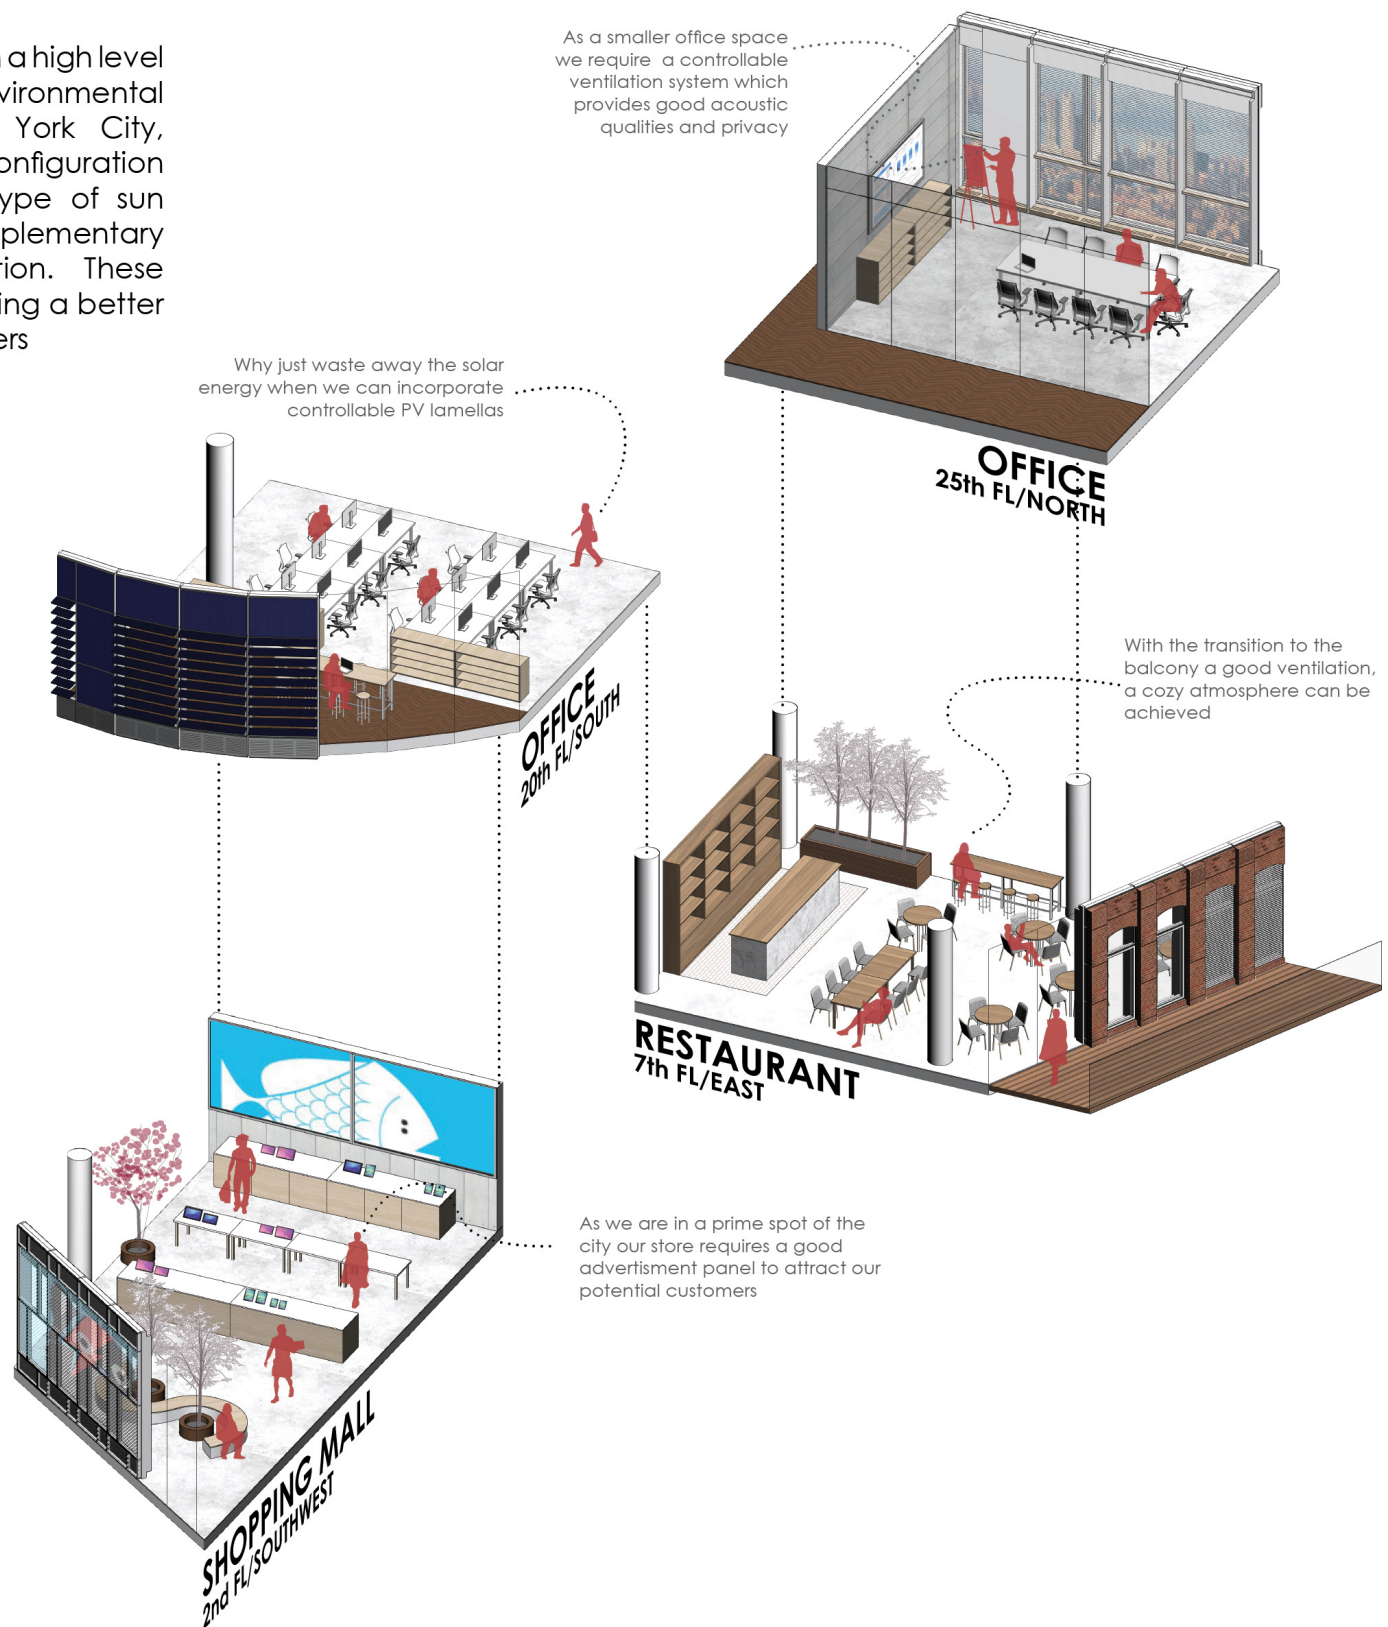 a high level
vironmental
York City,
onfiguration
ype of sun
plementary
tion. These
ing a better
ers
As a smaller office space
we require a controllable
ventilation system which
provides good acoustic
qualities and privacy
OFFICE
25th FL/NORTH
Why just waste away the solar
energy when we can incorporate
controllable PV lamellas
OFFICE
20th FL/SOUTH
With the transition to the
balcony a good ventilation,
a cozy atmosphere can be
achieved
RESTAURANT
7th FL/EAST
As we are in a prime spot of the
city our store requires a good
advertisment panel to attract our
potential customers
SHOPPING MALL
2nd FL/SOUTHWEST